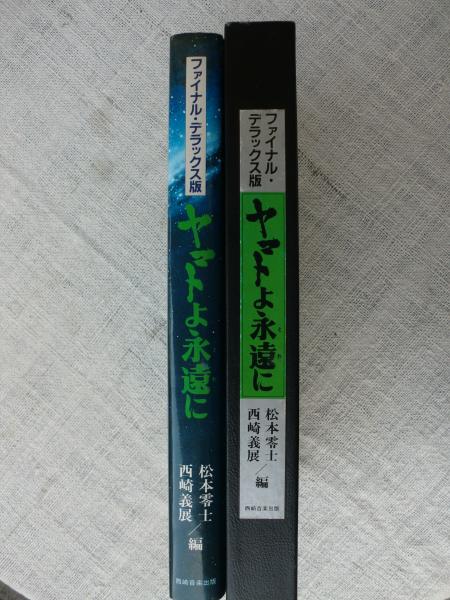 ファイナル・デラックス版
ヤマトよ永遠に
松本零士
西崎義展
/編
西崎音楽出版
ファイナル・
デラックス版
ヤマトよ永遠に
とわ
松本零士
西崎義展
/編
西崎音楽出版